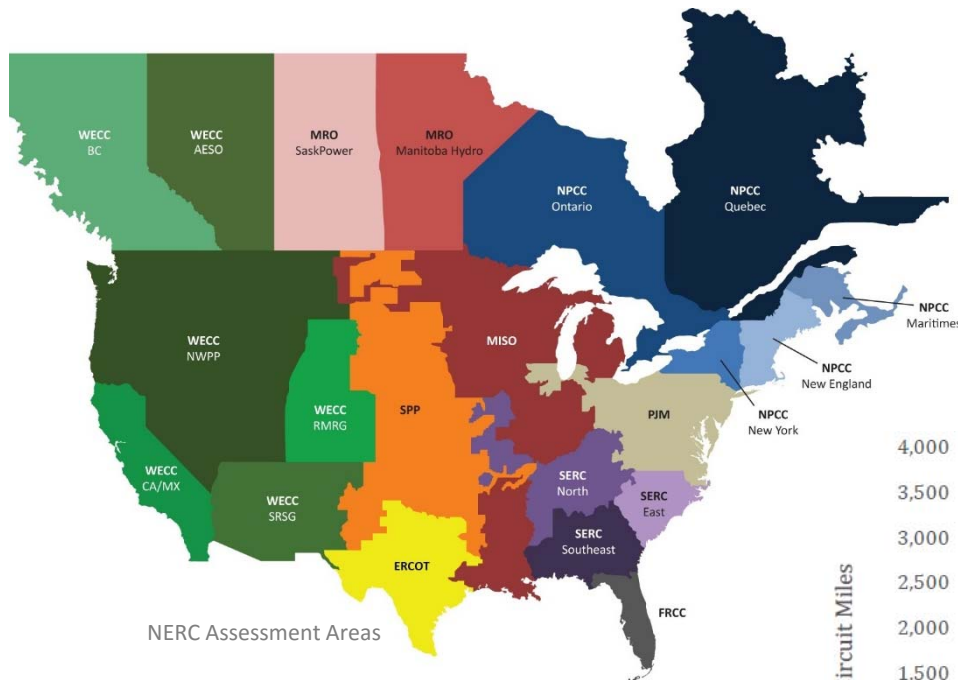 WECC
BC
WECC
AESO
MRO
SaskPower
MRO
Manitoba Hydro
NPCC
Ontario
NPCC
Quebec
NPCC
Maritimes
NPCC
New England
NPCC
New York
WECC
NWPP
MISO
WECC
RMRG
SPP
PJM
WECC
CA/MX
WECC
SRSG
SERC
North
SERC
East
SERC
Southeast
ERCOT
FRCC
NERC Assessment Areas
4,000
3,500
3,000
2,500
2,000
1,500
ircuit Miles